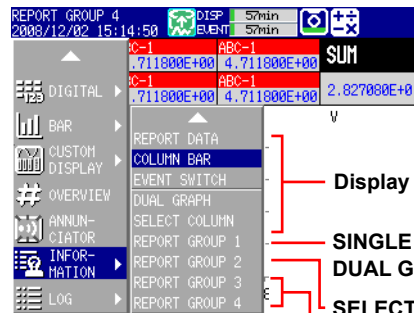 REPORT GROUP 4
2008/12/02 15:14:50
DISP 57min
EVENT 57min
C-1 ABC-1 SUM
.711800E+00 4.711800E+00
C-1 ABC-1
.711800E+00 4.711800E+00 2.827080E+0
V
DIGITAL
BAR
CUSTOM
DISPLAY
OVERVIEW
ANNUN-
CIATOR
INFOR-
MATION
LOG
REPORT DATA
COLUMN BAR
EVENT SWITCH
DUAL GRAPH
SELECT COLUMN
REPORT GROUP 1
REPORT GROUP 2
REPORT GROUP 3
REPORT GROUP 4
Display
SINGLE
DUAL G
SELECT